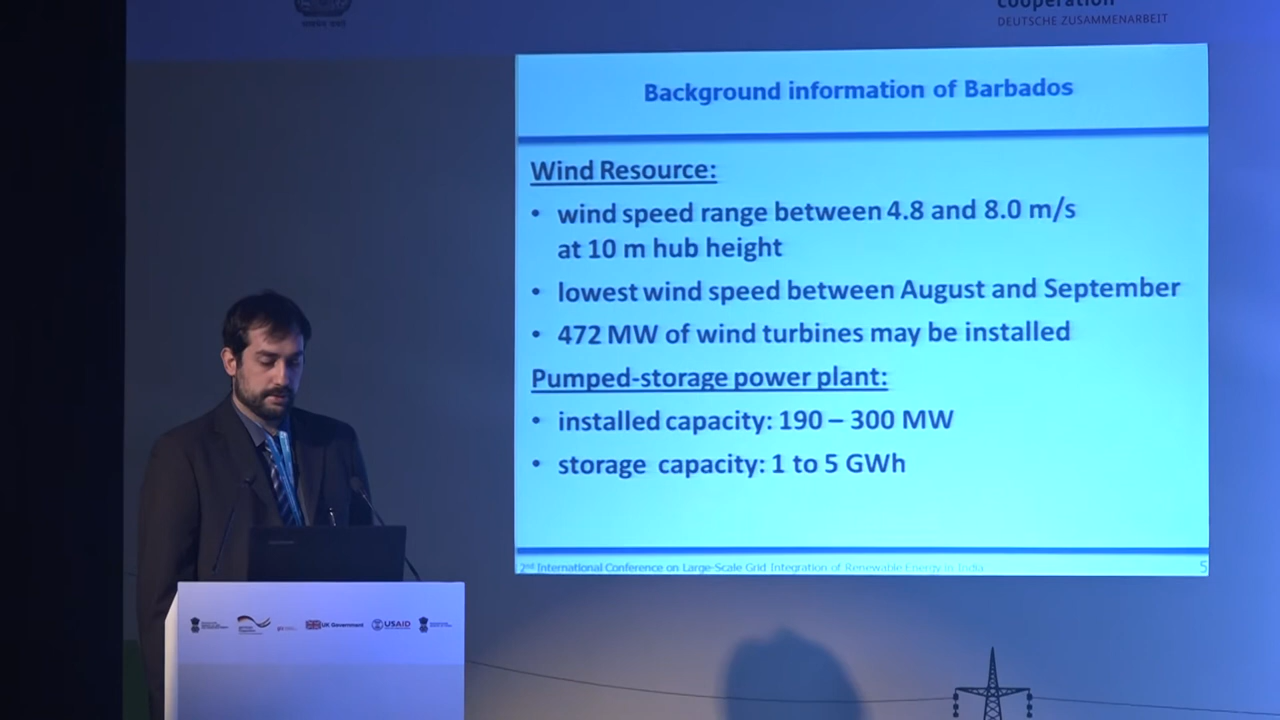 cooperation
DEUTSCHE ZUSAMMENARBEIT
Background information of Barbados
Wind Resource:
• wind speed range between 4.8 and 8.0 m/s
at 10 m hub height
• lowest wind speed between August and September
• 472 MW of wind turbines may be installed
Pumped-storage power plant:
• installed capacity: 190 – 300 MW
• storage capacity: 1 to 5 GWh
2nd International Conference on Large-Scale Grid Integration of Renewable Energy in India
5
UK Government
USAID